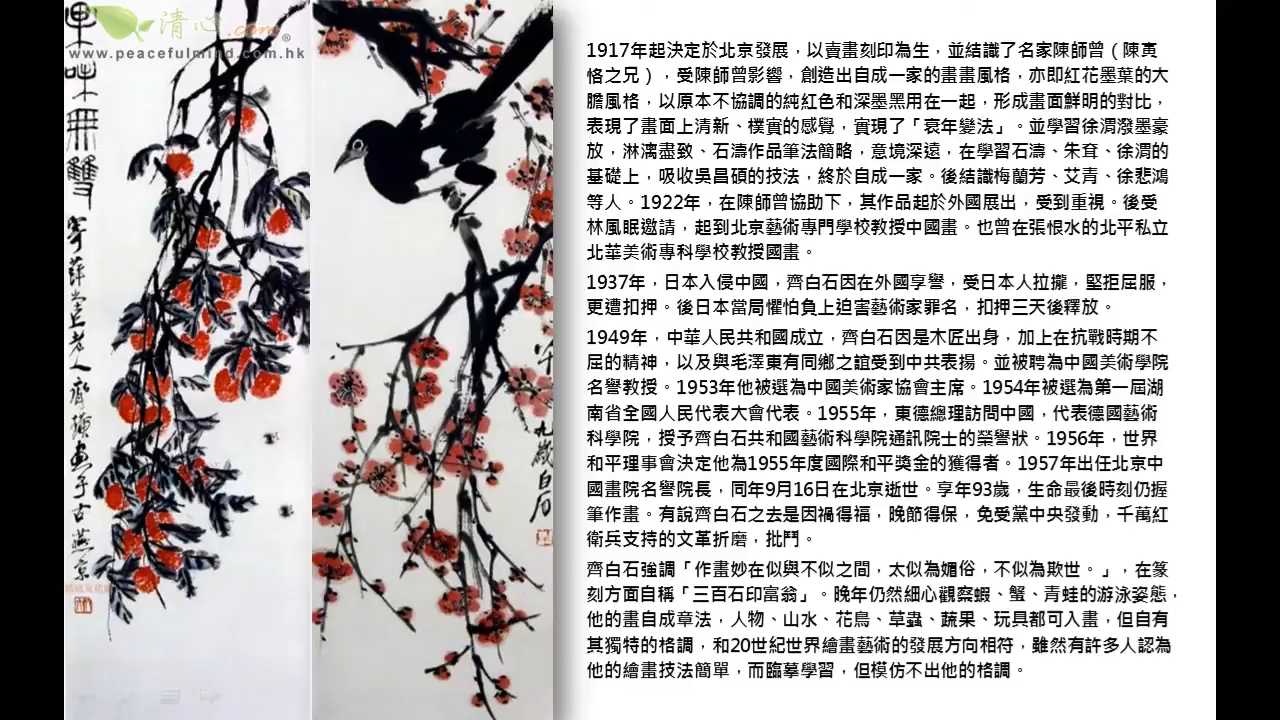 清心.com®
www.peacefulmind.com.hk
1917年起決定於北京發展，以賣畫刻印為生，並結識了名家陳師曾（陳寅
恪之兄），受陳師曾影響，創造出自成一家的畫畫風格，亦即紅花墨葉的大
膽風格，以原本不協調的純紅色和深墨黑用在一起，形成畫面鮮明的對比，
表現了畫面上清新、樸實的感覺，實現了「衰年變法」。並學習徐渭潑墨豪
放，淋漓盡致、石濤作品筆法簡略，意境深遠，在學習石濤、朱耷、徐渭的
基礎上，吸收吳昌碩的技法，終於自成一家。後結識梅蘭芳、艾青、徐悲鴻
等人。1922年，在陳師曾協助下，其作品起於外國展出，受到重視。後受
林風眠邀請，起到北京藝術專門學校教授中國畫。也曾在張恨水的北平私立
北華美術專科學校教授國畫。
1937年，日本入侵中國，齊白石因在外國享譽，受日本人拉攏，堅拒屈服，
更遭扣押。後日本當局懼怕負上迫害藝術家罪名，扣押三天後釋放。
1949年，中華人民共和國成立，齊白石因是木匠出身，加上在抗戰時期不
屈的精神，以及與毛澤東有同鄉之誼受到中共表揚。並被聘為中國美術學院
名譽教授。1953年他被選為中國美術家協會主席。1954年被選為第一屆湖
南省全國人民代表大會代表。1955年，東德總理訪問中國，代表德國藝術
科學院，授予齊白石共和國藝術科學院通訊院士的榮譽狀。1956年，世界
和平理事會決定他為1955年度國際和平獎金的獲得者。1957年出任北京中
國畫院名譽院長，同年9月16日在北京逝世。享年93歲，生命最後時刻仍握
筆作畫。有說齊白石之去是因禍得福，晚節得保，免受黨中央發動，千萬紅
衛兵支持的文革折磨，批鬥。
齊白石強調「作畫妙在似與不似之間，太似為媚俗，不似為欺世。」，在篆
刻方面自稱「三百石印富翁」。晚年仍然細心觀察蝦、蟹、青蛙的游泳姿態，
他的畫自成章法，人物、山水、花鳥、草蟲、蔬果、玩具都可入畫，但自有
其獨特的格調，和20世紀世界繪畫藝術的發展方向相符，雖然有許多人認為
他的繪畫技法簡單，而臨摹學習，但模仿不出他的格調。